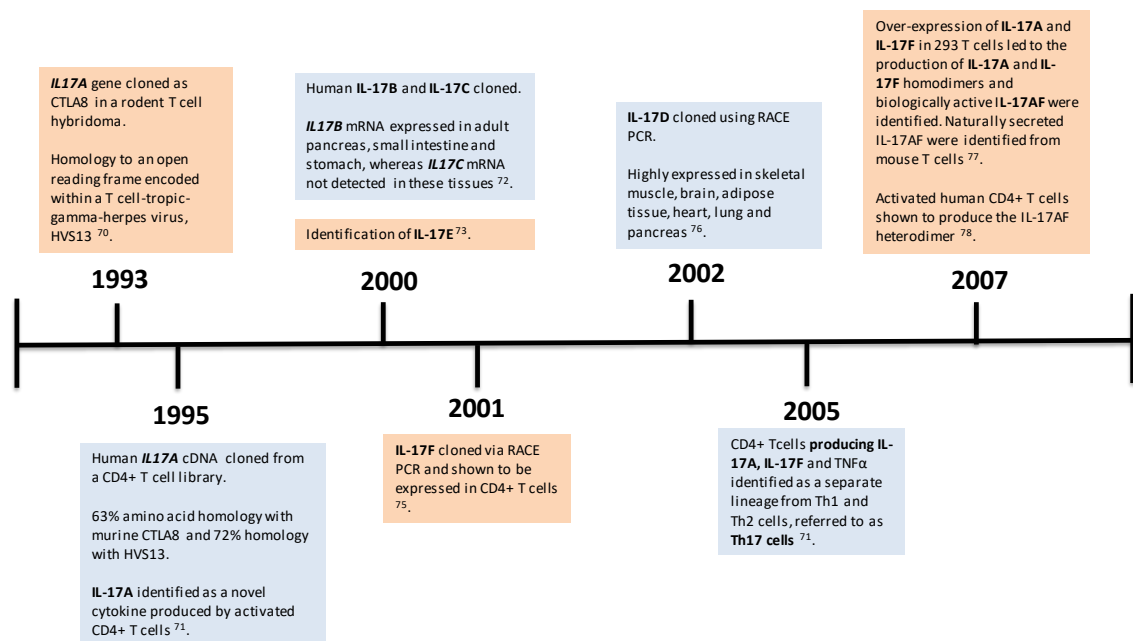 IL17A gene cloned as
CTLA8 in a rodent T cell
hybridoma.
Homology to an open
reading frame encoded
within a T cell-tropic-
gamma-herpes virus,
HVS13 70.
1993
Human IL-17B and IL-17C cloned.
IL17B mRNA expressed in adult
pancreas, small intestine and
stomach, whereas IL17C mRNA
not detected in these tissues 72.
Identification of IL-17E 73.
2000
IL-17D cloned using RACE
PCR.
Highly expressed in skeletal
muscle, brain, adipose
tissue, heart, lung and
pancreas 76.
2002
Over-expression of IL-17A and
IL-17F in 293 T cells led to the
production of IL-17A and IL-
17F homodimers and
biologically active IL-17AF were
identified. Naturally secreted
IL-17AF were identified from
mouse T cells 77.
Activated human CD4+ T cells
shown to produce the IL-17AF
heterodimer 78.
2007
1995
Human IL17A cDNA cloned from
a CD4+ T cell library.
63% amino acid homology with
murine CTLA8 and 72% homology
with HVS13.
IL-17A identified as a novel
cytokine produced by activated
CD4+ T cells 71.
2001
IL-17F cloned via RACE
PCR and shown to be
expressed in CD4+ T cells
75.
2005
CD4+ Tcells producing IL-
17A, IL-17F and TNFα
identified as a separate
lineage from Th1 and
Th2 cells, referred to as
Th17 cells 71.